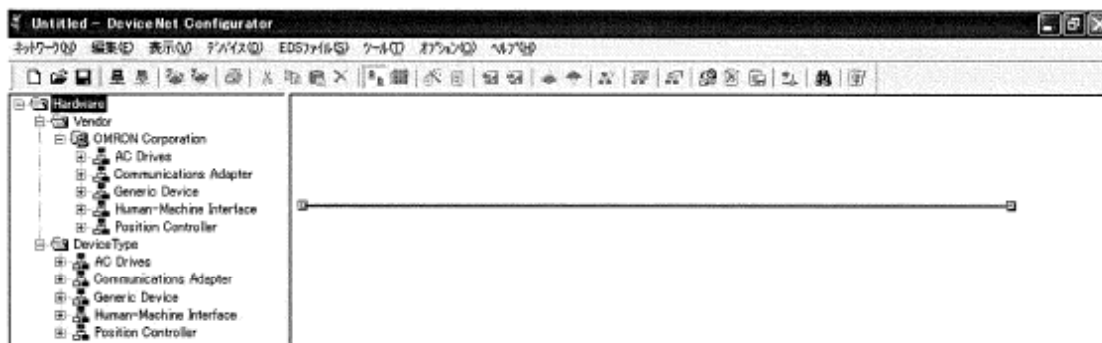 Untitled - DeviceNet Configurator
ネットワーク(N) 編集(E) 表示(V) デバイス(D) EDSファイル(S) ツール(T) オプション(O) ヘルプ(H)
Hardware
Vendor
OMRON Corporation
AC Drives
Communications Adapter
Generic Device
Human-Machine Interface
Position Controller
DeviceType
AC Drives
Communications Adapter
Generic Device
Human-Machine Interface
Position Controller